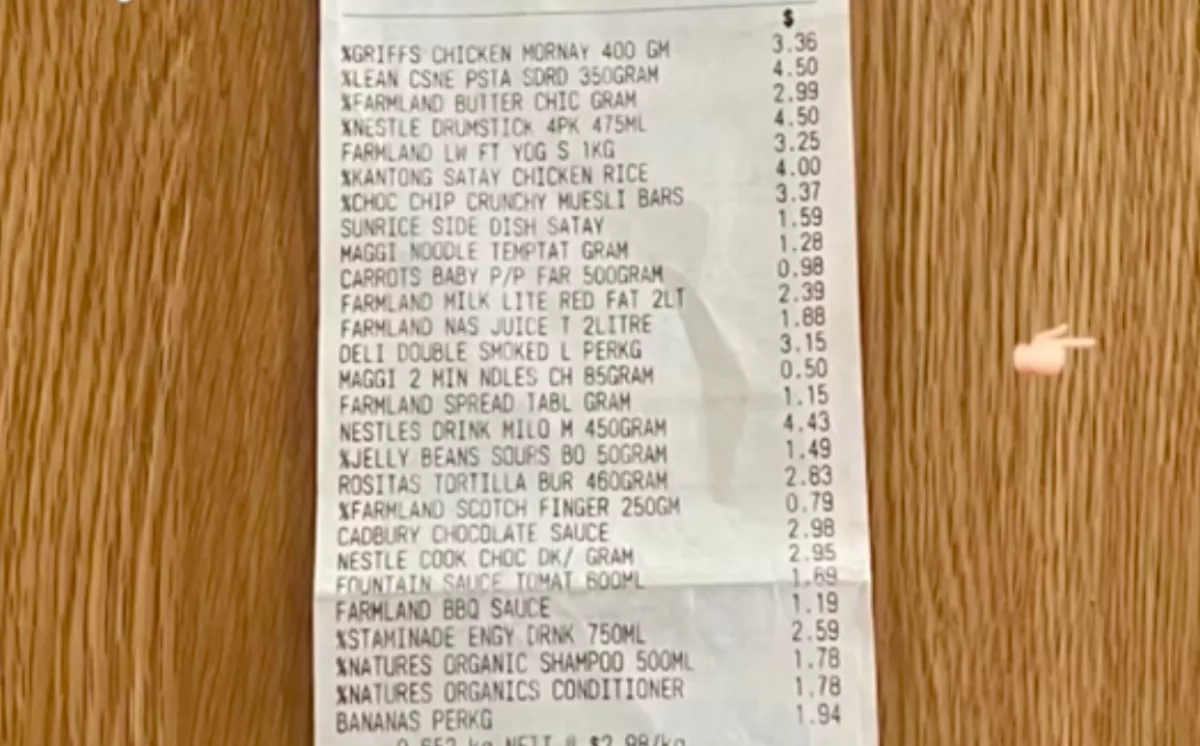 $
%GRIFFS CHICKEN MORNAY 400 GM 3.36
%LEAN CSNE PSTA SDRD 350GRAM 4.50
%FARMLAND BUTTER CHIC GRAM 2.99
%NESTLE DRUMSTICK 4PK 475ML 4.50
FARMLAND LW FT YOG S 1KG 3.25
%KANTONG SATAY CHICKEN RICE 4.00
%CHOC CHIP CRUNCHY MUESLI BARS 3.37
SUNRICE SIDE DISH SATAY 1.59
MAGGI NOODLE TEMPTAT GRAM 1.28
CARROTS BABY P/P FAR 500GRAM 0.98
FARMLAND MILK LITE RED FAT 2LT 2.39
FARMLAND NAS JUICE T 2LITRE 1.88
DELI DOUBLE SMOKED L PERKG 3.15
MAGGI 2 MIN NDLES CH 85GRAM 0.50
FARMLAND SPREAD TABL GRAM 1.15
NESTLES DRINK MILO M 450GRAM 4.43
%JELLY BEANS SOURS BO 50GRAM 1.49
ROSITAS TORTILLA BUR 460GRAM 2.83
%FARMLAND SCOTCH FINGER 250GM 0.79
CADBURY CHOCOLATE SAUCE 2.98
NESTLE COOK CHOC DK/ GRAM 2.95
FOUNTAIN SAUCE TOMAT 600ML 1.69
FARMLAND BBQ SAUCE 1.19
%STAMINADE ENGY DRNK 750ML 2.59
%NATURES ORGANIC SHAMPOO 500ML 1.78
%NATURES ORGANICS CONDITIONER 1.78
BANANAS PERKG 1.94
kg NETT @ $2.98/kg